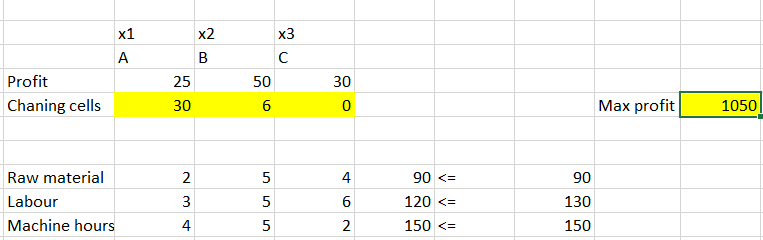 x1 x2 x3
A B C
Profit 25 50 30
Chaning cells 30 6 0 Max profit 1050
Raw material 2 5 4 90 <= 90
Labour 3 5 6 120 <= 130
Machine hours 4 5 2 150 <= 150